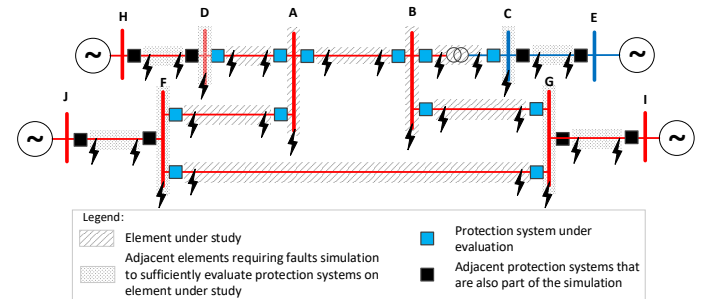 H
D
A
B
C
E
~
~
J
F
G
I
~
~
Legend:
Element under study
Adjacent elements requiring faults simulation
to sufficiently evaluate protection systems on
element under study
Protection system under
evaluation
Adjacent protection systems that
are also part of the simulation